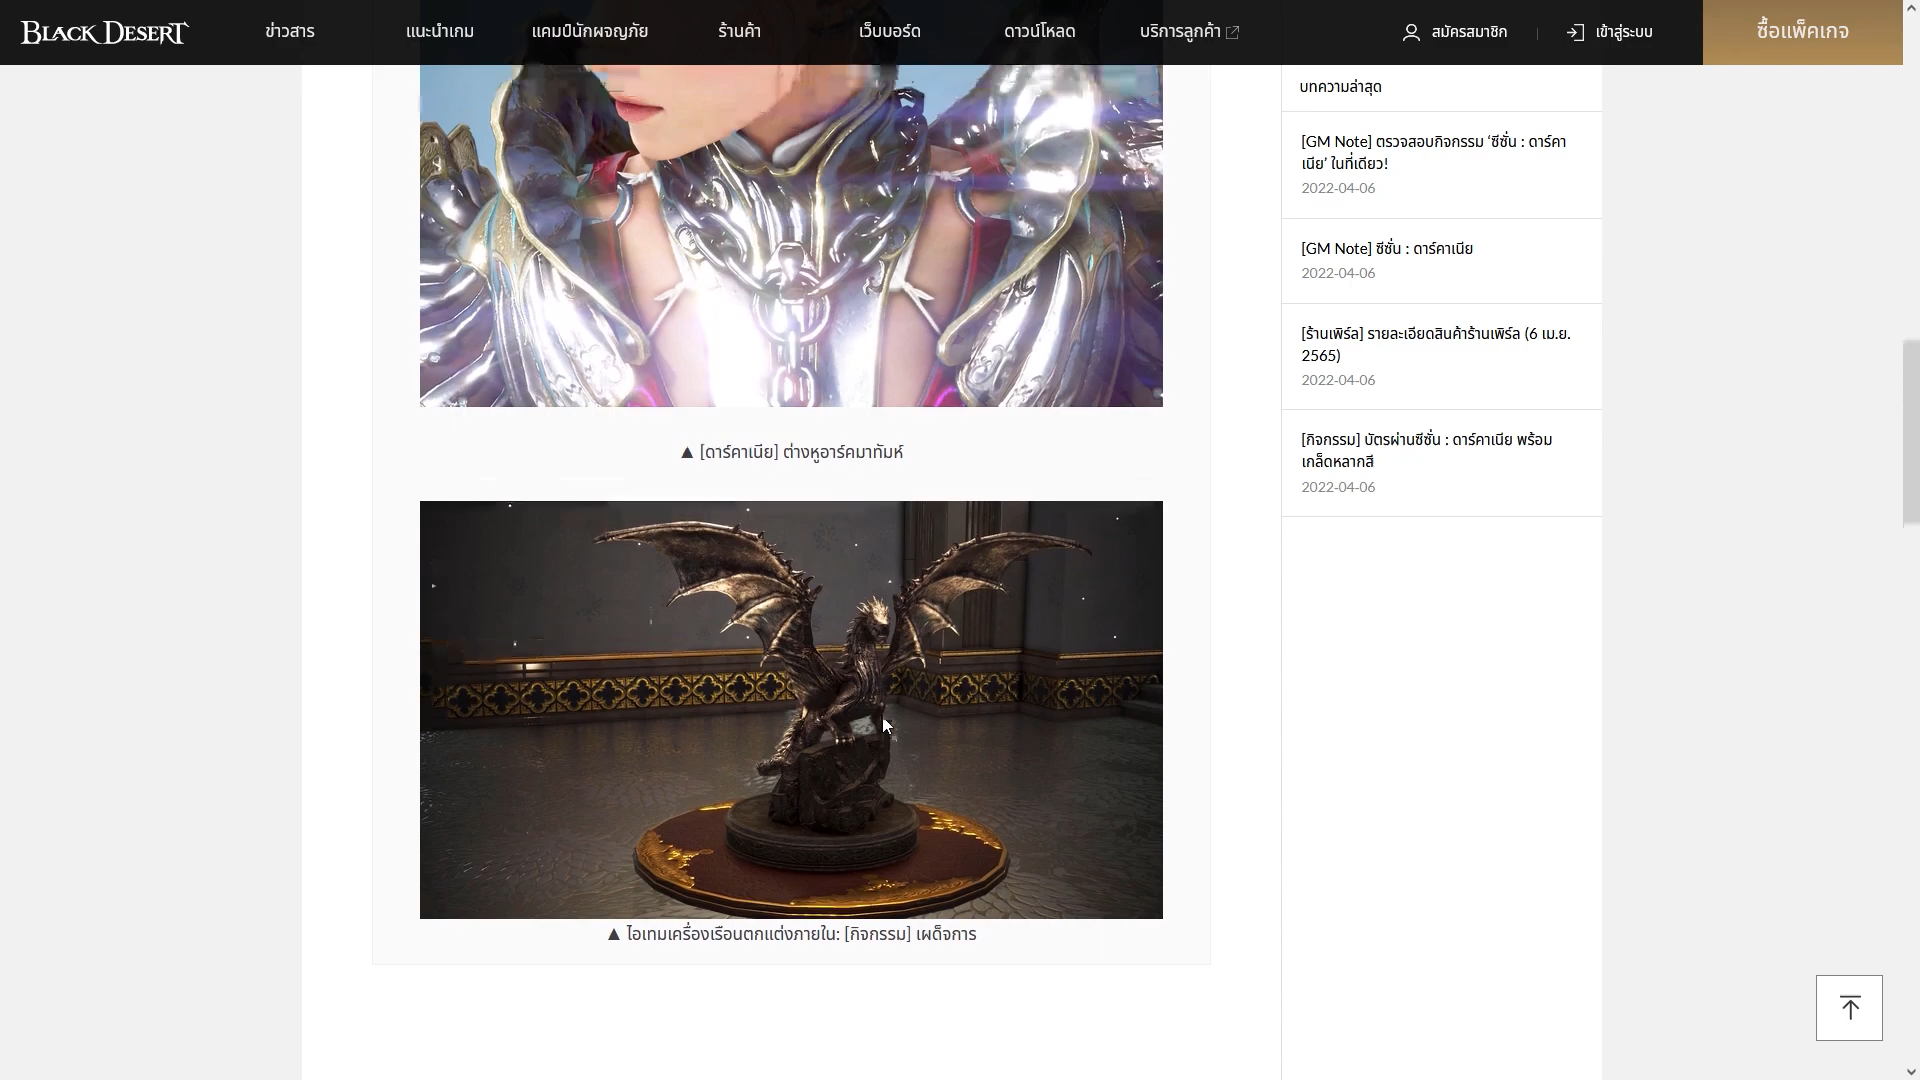 BLACK DESERT
ข่าวสาร
แนะนำเกม
แคมป์นักผจญภัย
ร้านค้า
เว็บบอร์ด
ดาวน์โหลด
บริการลูกค้า
สมัครสมาชิก
เข้าสู่ระบบ
ซื้อแพ็คเกจ
▲ [ดาร์คาเนีย] ต่างหูอาร์คมาทัมห์
▲ ไอเทมเครื่องเรือนตกแต่งภายใน: [กิจกรรม] เผด็จการ
บทความล่าสุด
[GM Note] ตรวจสอบกิจกรรม ‘ซีซั่น : ดาร์คา
เนีย’ ในที่เดียว!
2022-04-06
[GM Note] ซีซั่น : ดาร์คาเนีย
2022-04-06
[ร้านเพิร์ล] รายละเอียดสินค้าร้านเพิร์ล (6 เม.ย.
2565)
2022-04-06
[กิจกรรม] บัตรผ่านซีซั่น : ดาร์คาเนีย พร้อม
เกล็ดหลากสี
2022-04-06